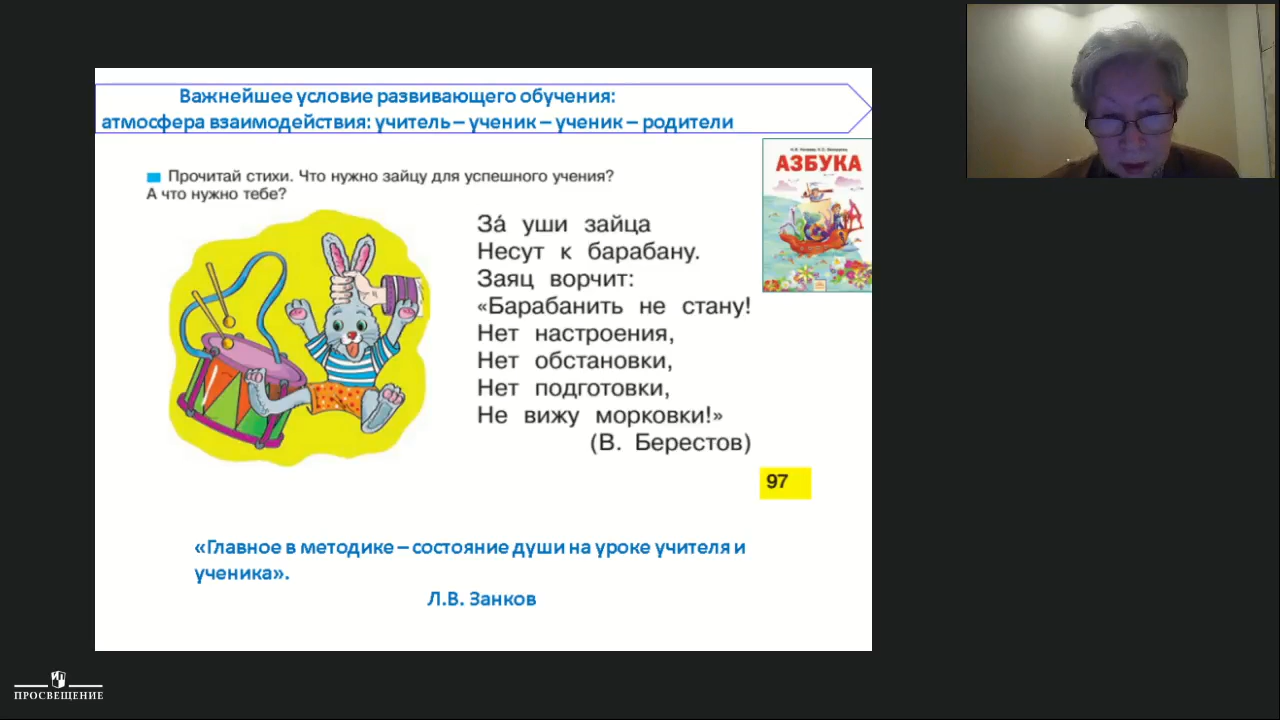 Важнейшее условие развивающего обучения:
атмосфера взаимодействия: учитель – ученик – ученик – родители
Прочитай стихи. Что нужно зайцу для успешного учения?
А что нужно тебе?
АЗБУКА
За́ уши зайца
Несут к барабану.
Заяц ворчит:
«Барабанить не стану!
Нет настроения,
Нет обстановки,
Нет подготовки,
Не вижу морковки!»
(В. Берестов)
97
«Главное в методике – состояние души на уроке учителя и
ученика».
Л.В. Занков
ПРОСВЕЩЕНИЕ